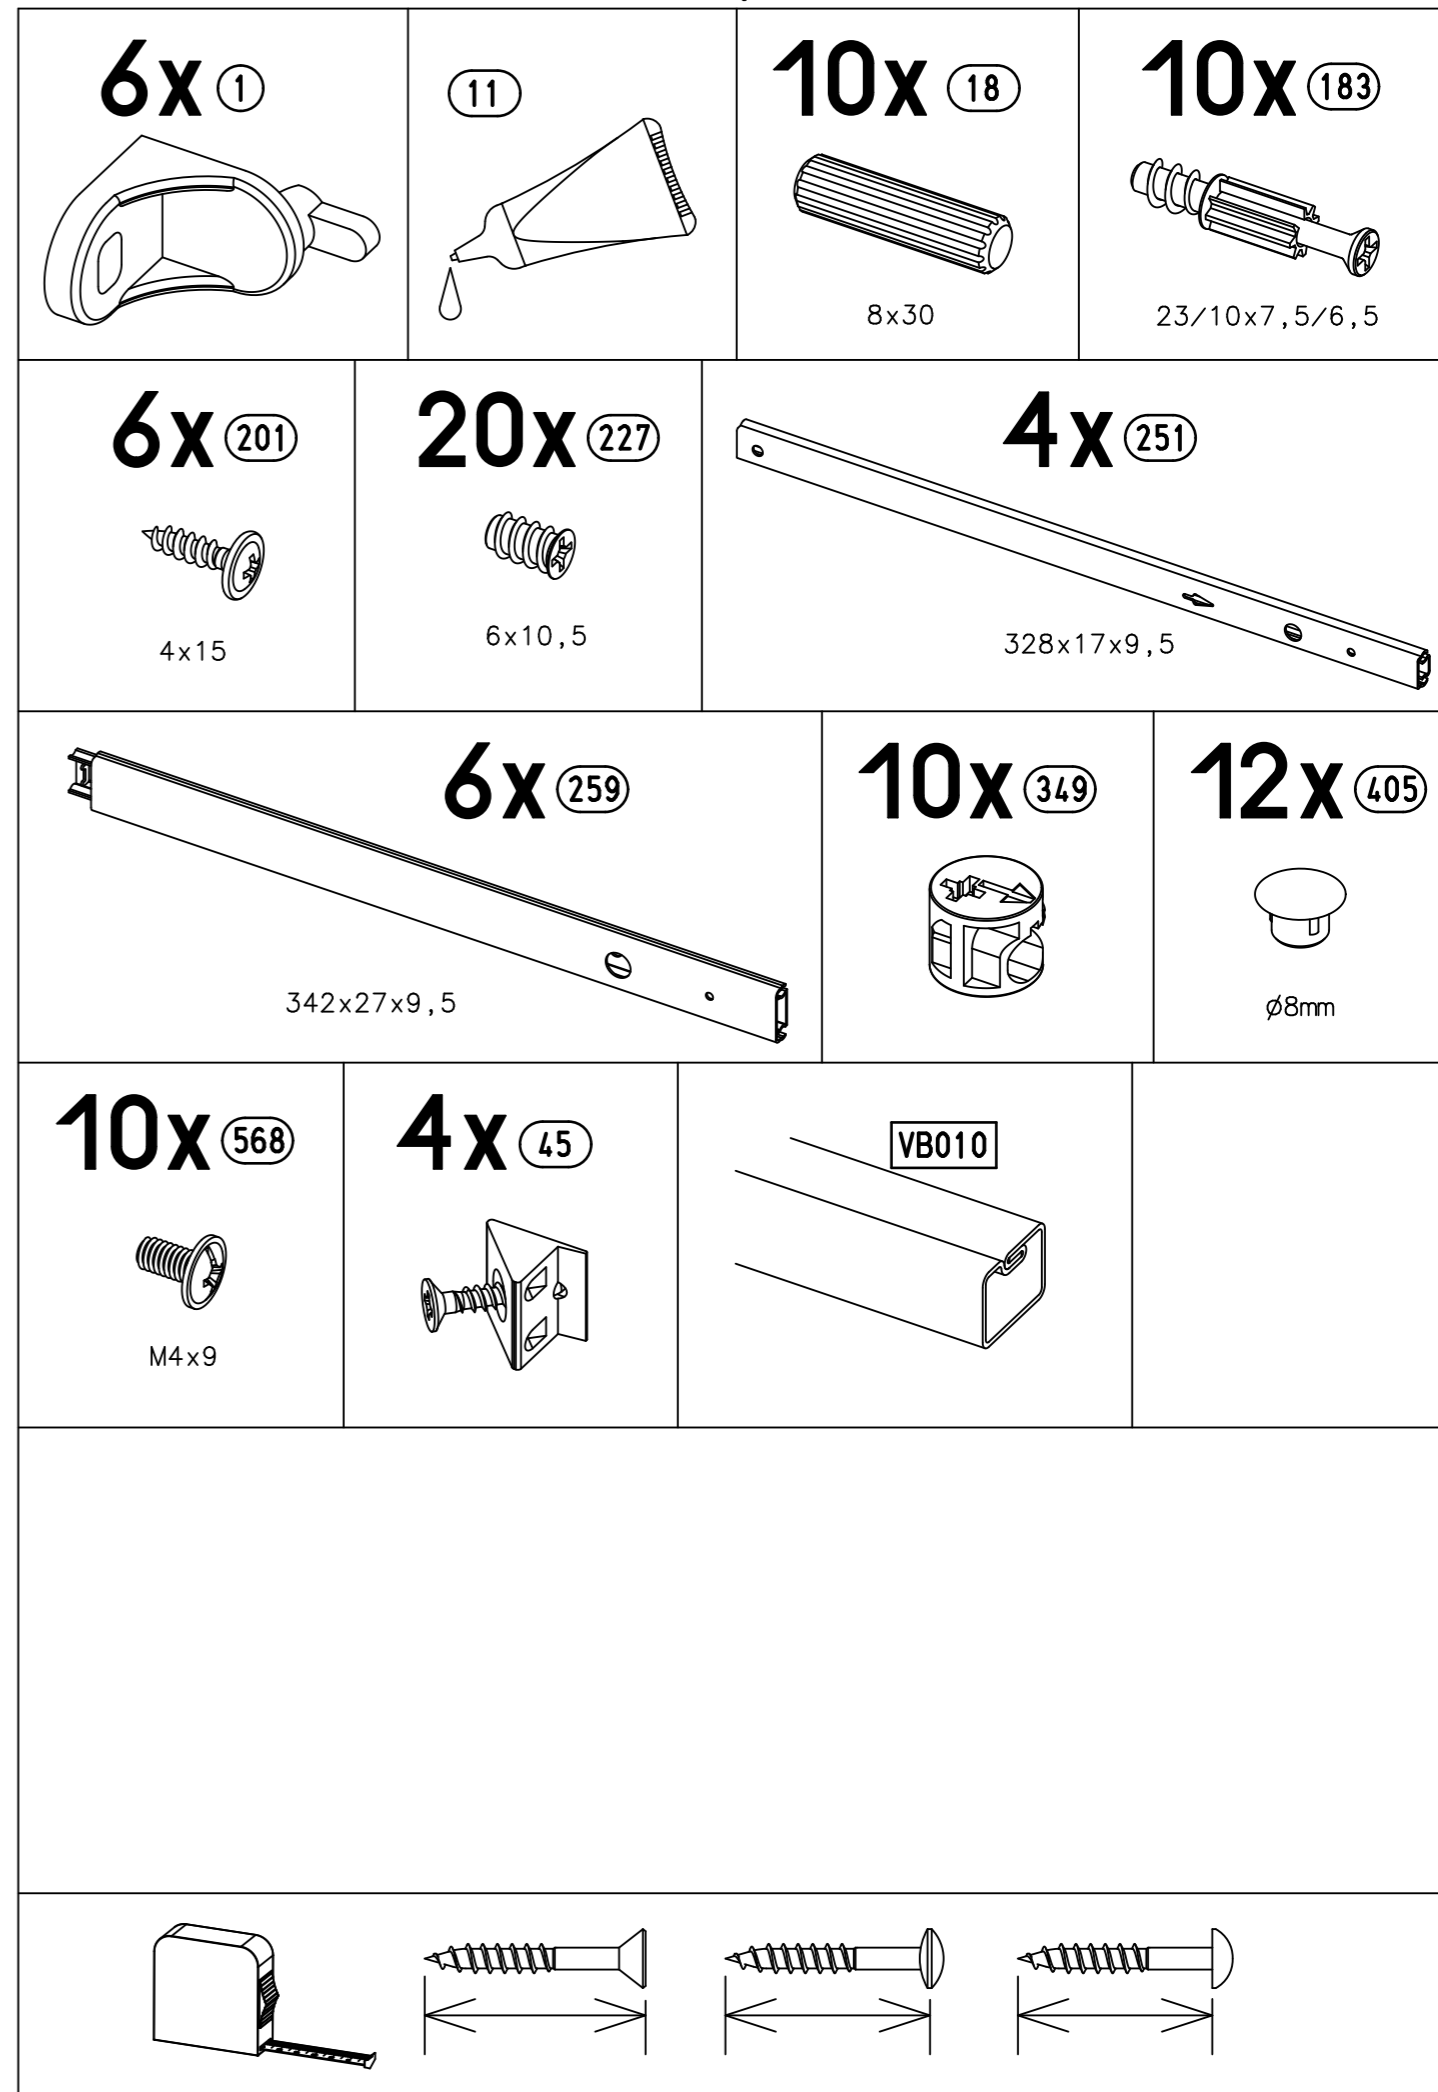 6x 1
11
10x 18
8x30
10x 183
23/10x7,5/6,5
6x 201
4x15
20x 227
6x10,5
4x 251
328x17x9,5
6x 259
342x27x9,5
10x 349
12x 405
ø8mm
10x 568
M4x9
4x 45
VB010